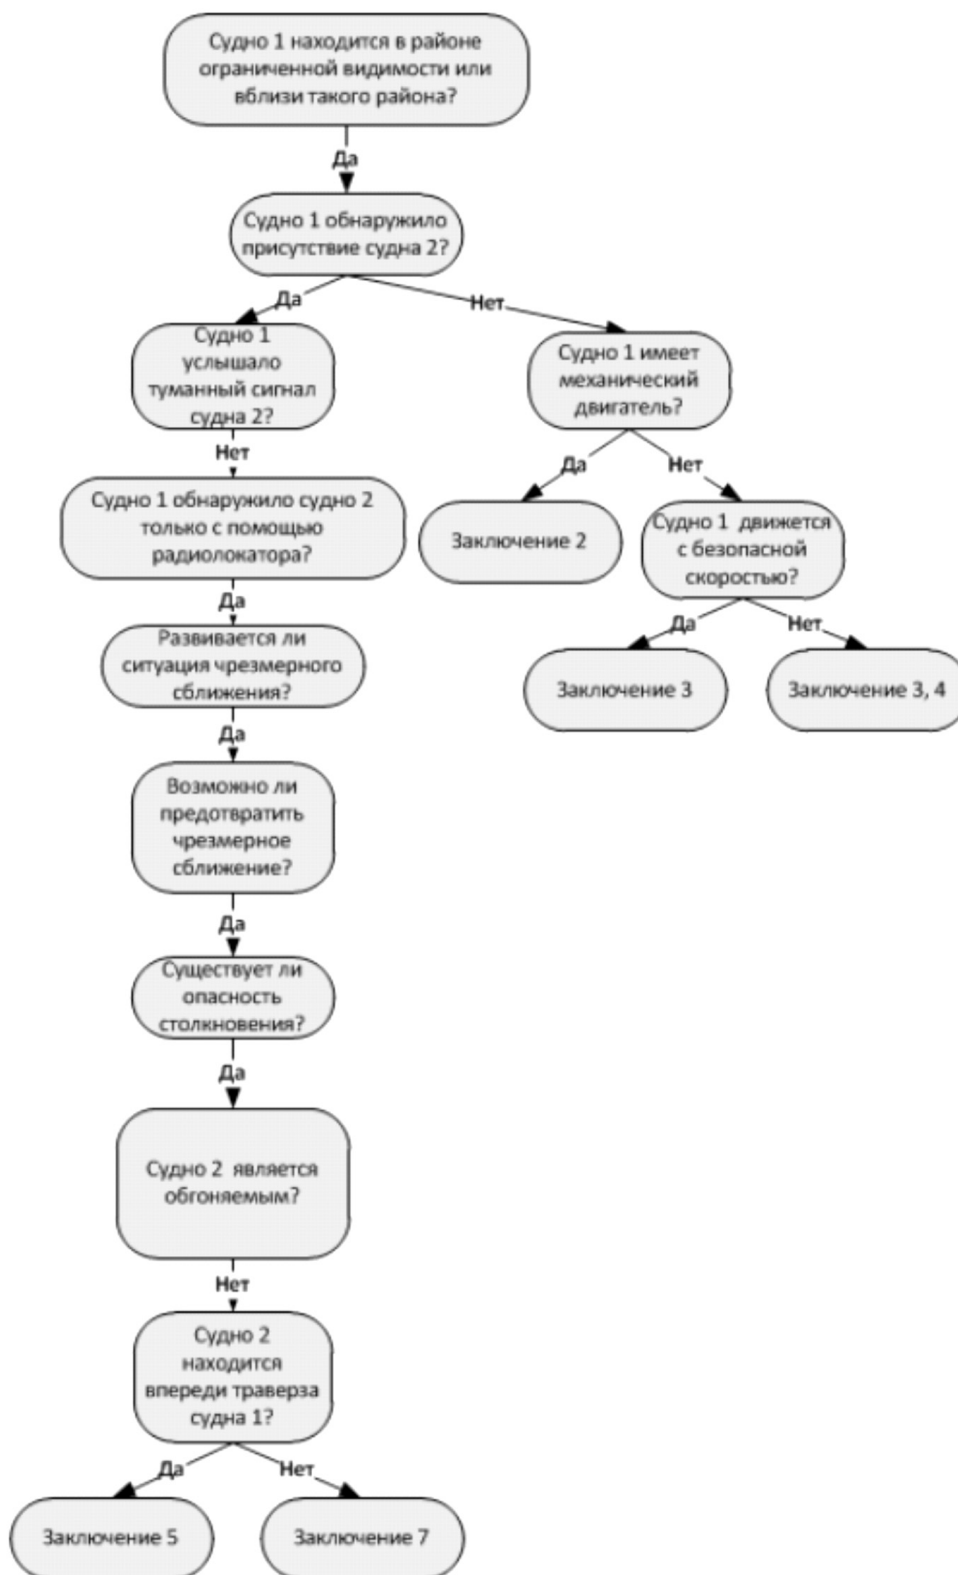 Судно 1 находится в районе
ограниченной видимости или
вблизи такого района?
Да
Судно 1 обнаружило
присутствие судна 2?
Да
Нет
Судно 1
услышало
туманный сигнал
судна 2?
Судно 1 имеет
механический
двигатель?
Нет
Да
Нет
Судно 1 обнаружило судно 2
только с помощью
радиолокатора?
Заключение 2
Судно 1 движется
с безопасной
скоростью?
Да
Да
Нет
Развивается ли
ситуация чрезмерного
сближения?
Заключение 3
Заключение 3, 4
Да
Возможно ли
предотвратить
чрезмерное
сближение?
Да
Существует ли
опасность
столкновения?
Да
Судно 2 является
обгоняемым?
Нет
Судно 2
находится
впереди траверза
судна 1?
Да
Нет
Заключение 5
Заключение 7